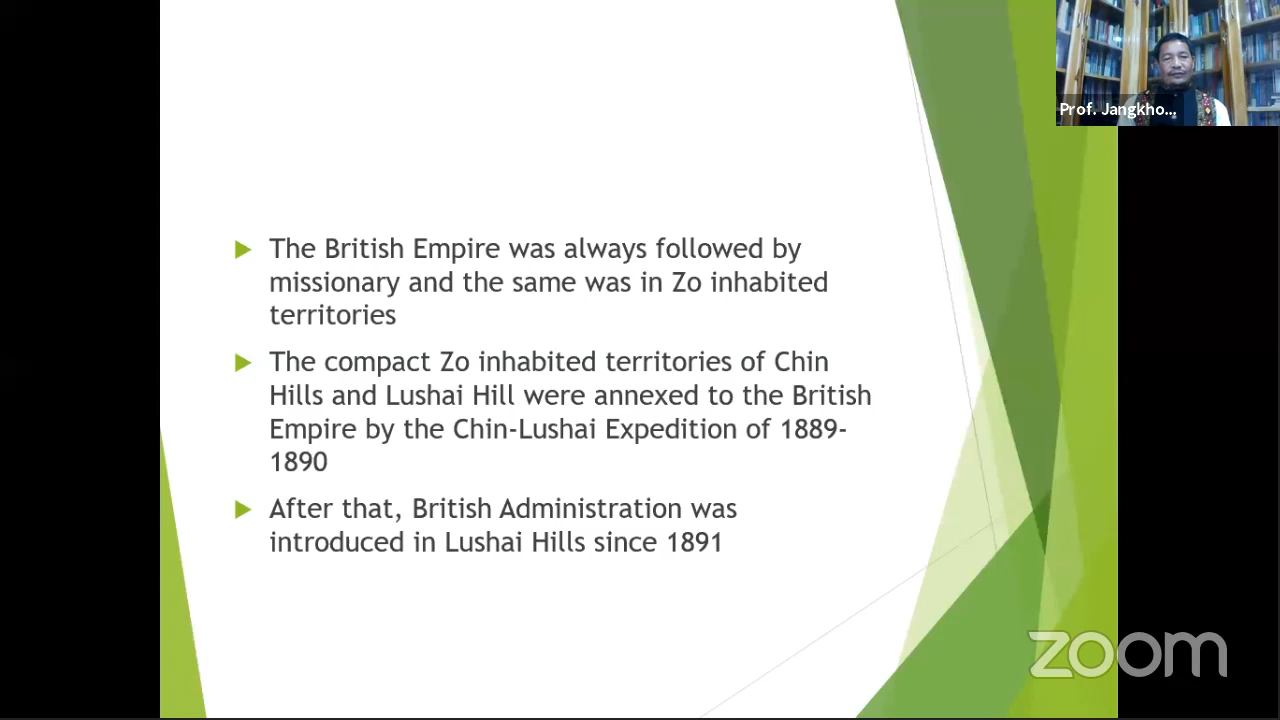 Prof. Jangkho...
The British Empire was always followed by
missionary and the same was in Zo inhabited
territories
The compact Zo inhabited territories of Chin
Hills and Lushai Hill were annexed to the British
Empire by the Chin-Lushai Expedition of 1889-
1890
After that, British Administration was
introduced in Lushai Hills since 1891
zoom